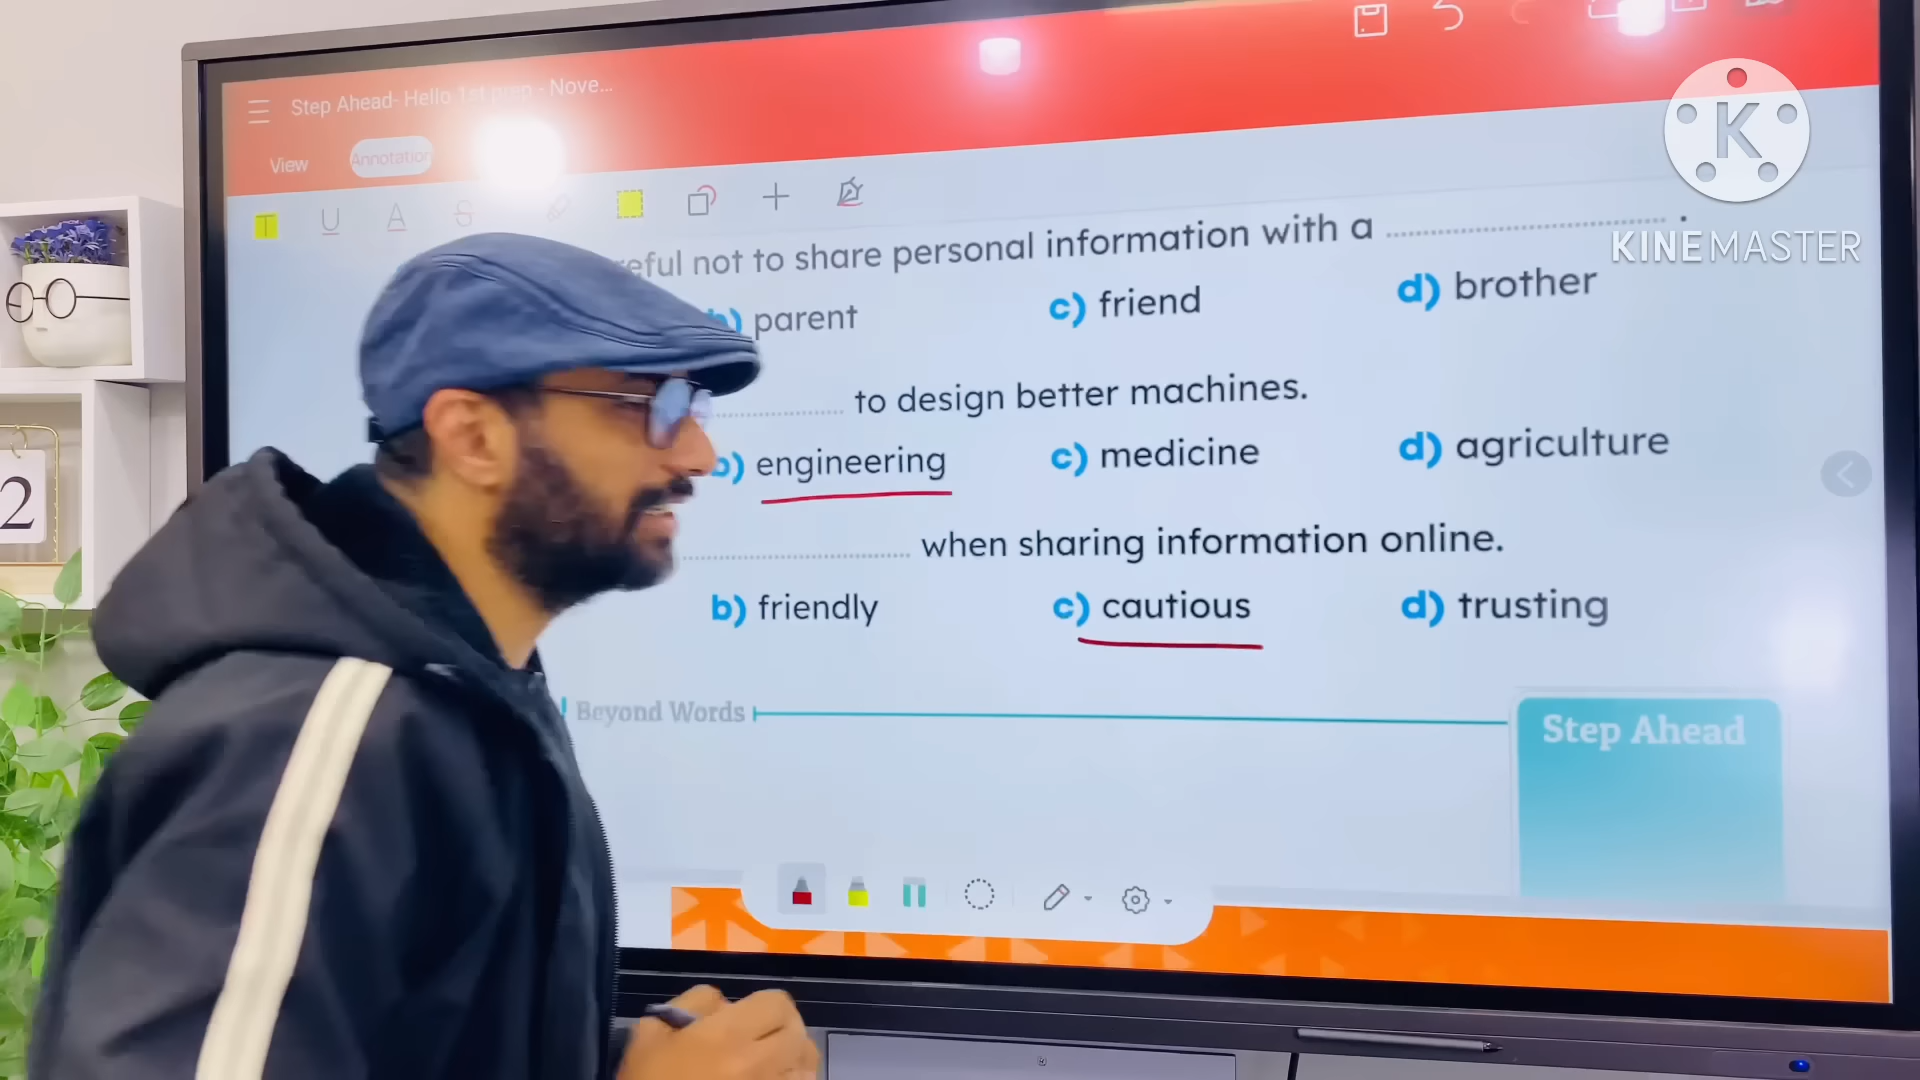 Step Ahead- Hello 1st prep - Nove...
View
Annotation
T U A S
K
KINEMASTER
eful not to share personal information with a .
b) parent c) friend d) brother
to design better machines.
b) engineering c) medicine d) agriculture
when sharing information online.
b) friendly c) cautious d) trusting
Beyond Words
Step Ahead
2